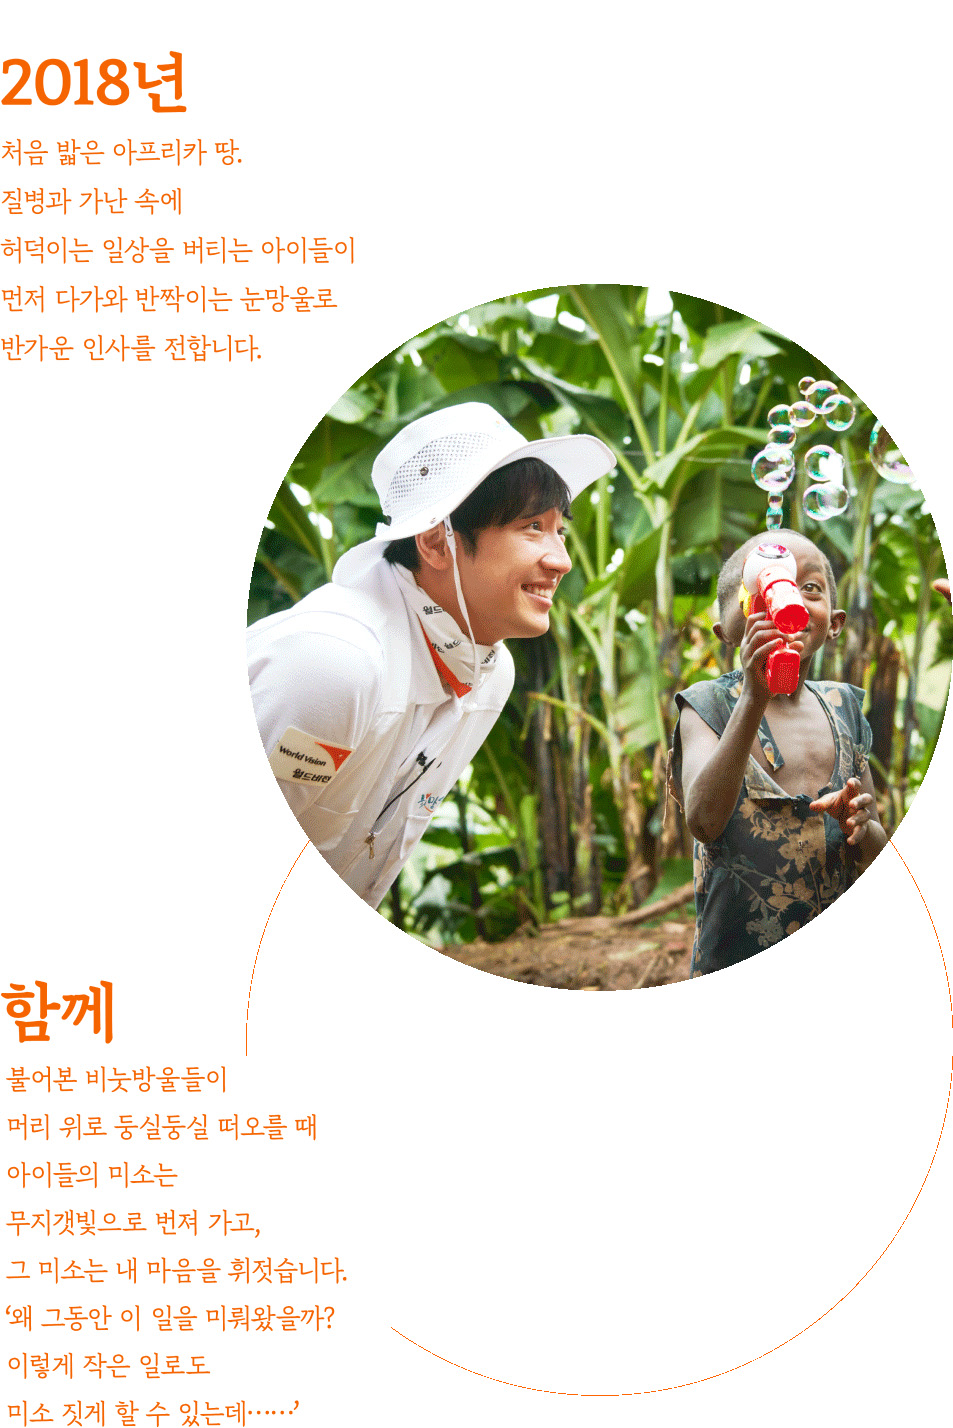 2018년
처음 밟은 아프리카 땅.
질병과 가난 속에
허덕이는 일상을 버티는 아이들이
먼저 다가와 반짝이는 눈망울로
반가운 인사를 전합니다.
World Vision
월드비전
함께
불어본 비눗방울들이
머리 위로 둥실둥실 떠오를 때
아이들의 미소는
무지갯빛으로 번져 가고,
그 미소는 내 마음을 휘젓습니다.
‘왜 그동안 이 일을 미뤄왔을까?
이렇게 작은 일로도
미소 짓게 할 수 있는데……’